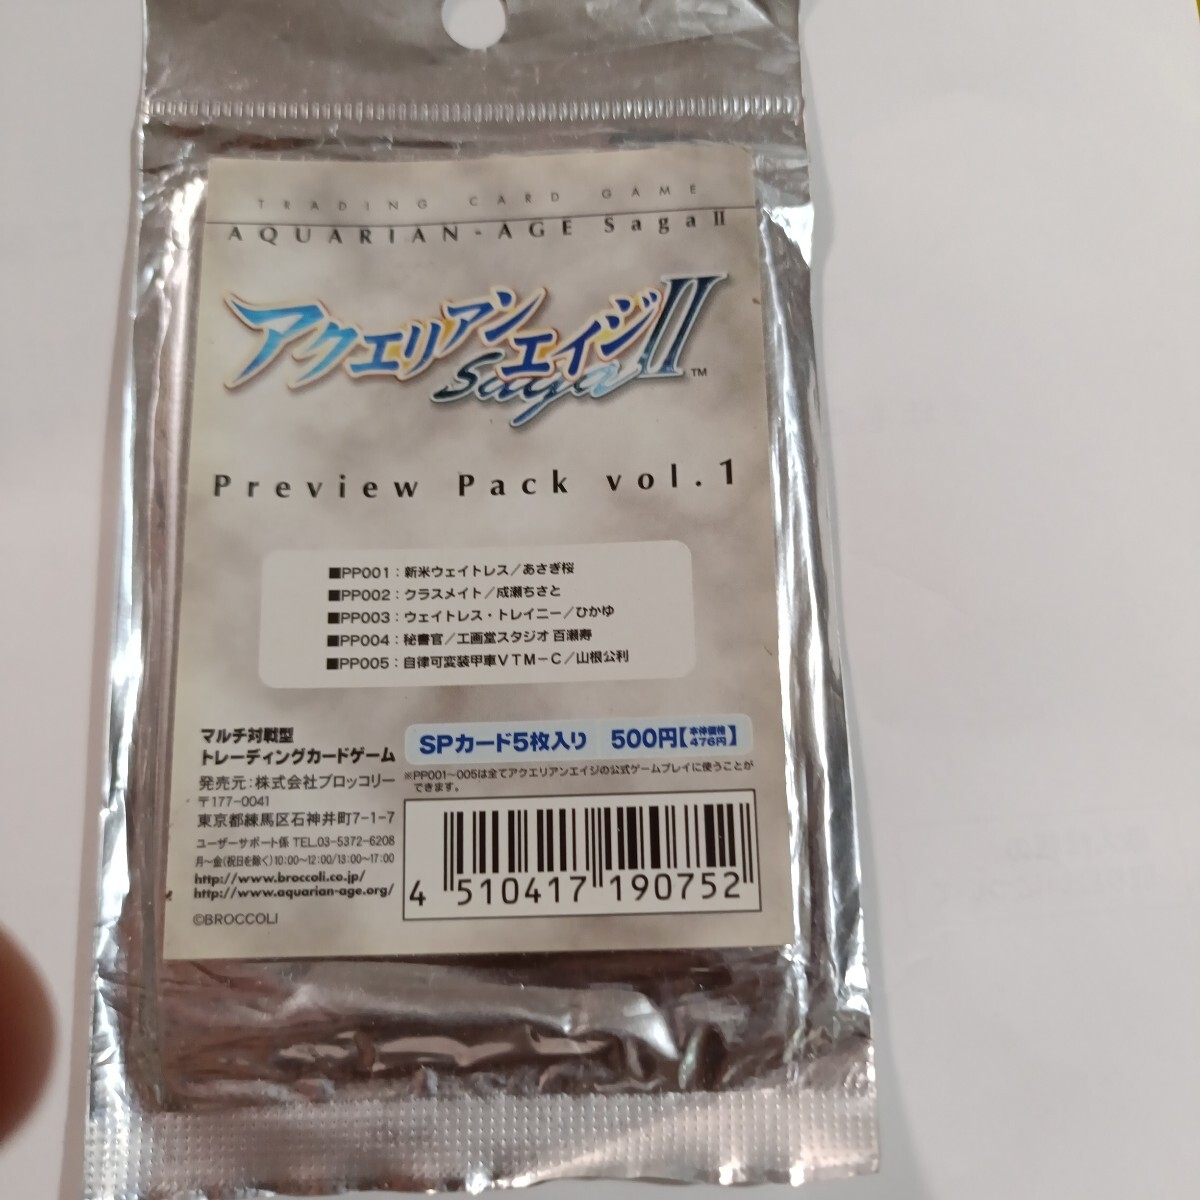 TRADING CARD GAME
AQUARIAN-AGE Saga II
アクエリアンエイジ
Saga II ™
Preview Pack vol.1
■PP001：新米ウェイトレス／あさぎ桜
■PP002：クラスメイト／成瀬ちさと
■PP003：ウェイトレス・トレイニー／ひかゆ
■PP004：秘書官／工画堂スタジオ 百瀬寿
■PP005：自律可変装甲車VTM－C／山根公利
マルチ対戦型
トレーディングカードゲーム
発売元：株式会社ブロッコリー
〒177-0041
東京都練馬区石神井町7-1-7
ユーザーサポート係 TEL.03-5372-6206
月～金（祝日を除く）10:00～12:00/13:00～17:00
http://www.broccoli.co.jp/
http://www.aquarian-age.org/
©BROCCOLI
SPカード5枚入り 500円【本体価格476円】
※PP001～005は全てアクエリアンエイジの公式ゲームプレイに使うことが
できます。
4 510417 190752